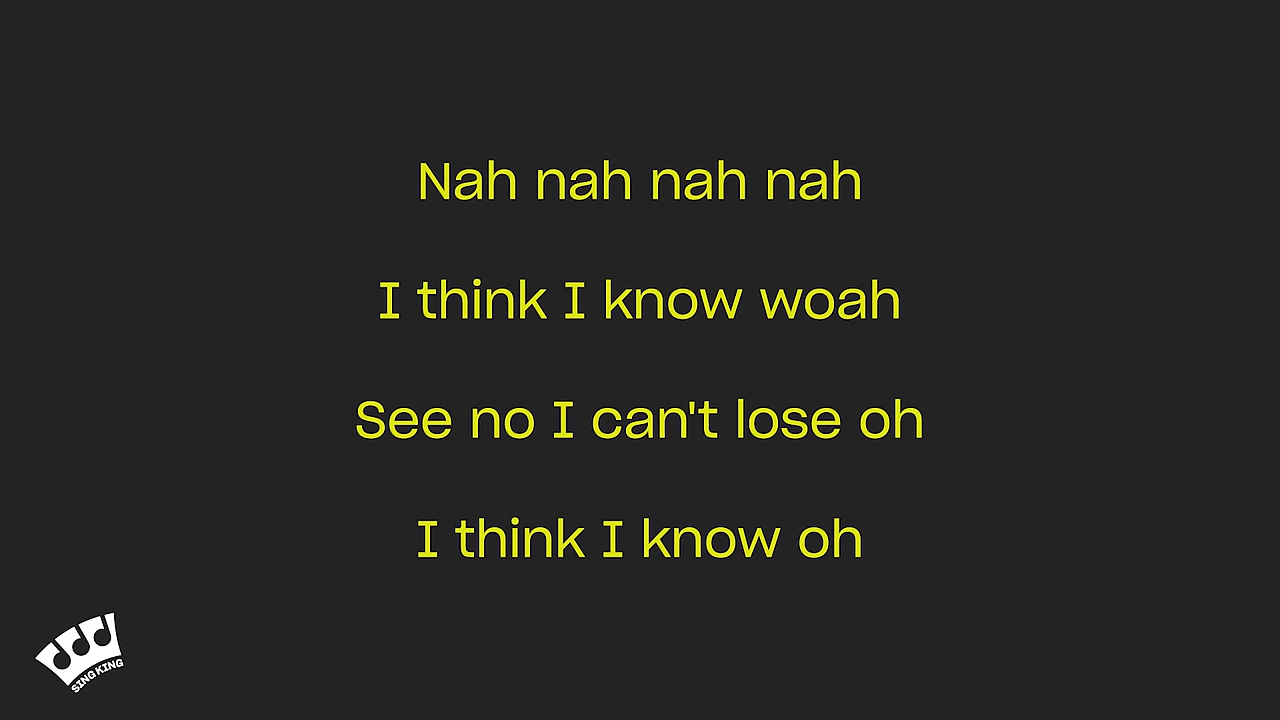 Nah nah nah nah
I think I know woah
See no I can't lose oh
I think I know oh
SING KING